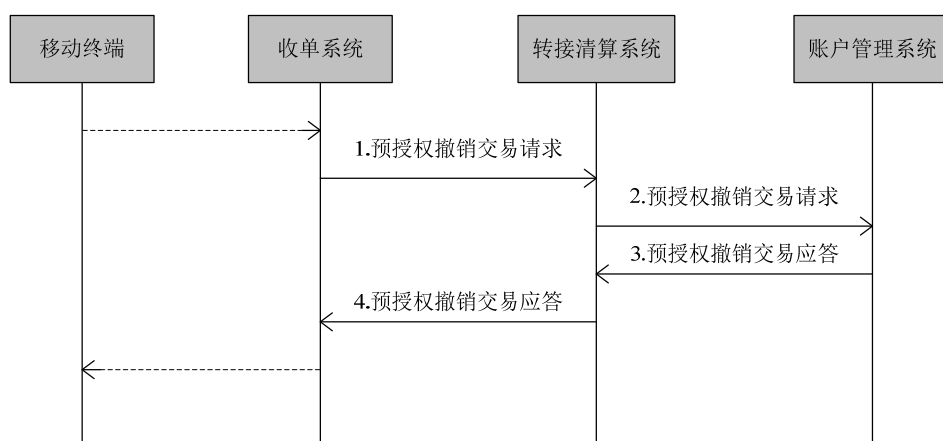 移动终端
收单系统
转接清算系统
账户管理系统
1.预授权撤销交易请求
2.预授权撤销交易请求
3.预授权撤销交易应答
4.预授权撤销交易应答